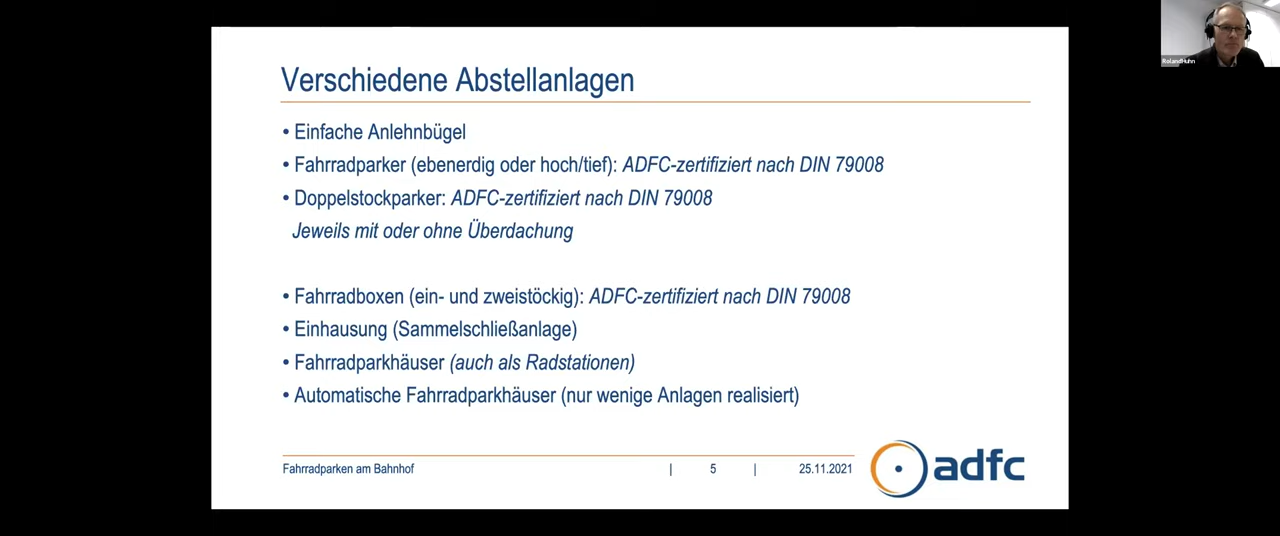 Verschiedene Abstellanlagen
• Einfache Anlehnbügel
• Fahrradparker (ebenerdig oder hoch/tief): ADFC-zertifiziert nach DIN 79008
• Doppelstockparker: ADFC-zertifiziert nach DIN 79008
Jeweils mit oder ohne Überdachung
• Fahrradboxen (ein- und zweistöckig): ADFC-zertifiziert nach DIN 79008
• Einhausung (Sammelschließanlage)
• Fahrradparkhäuser (auch als Radstationen)
• Automatische Fahrradparkhäuser (nur wenige Anlagen realisiert)
Fahrradparken am Bahnhof | 5 | 25.11.2021
adfc
RolandHuhn